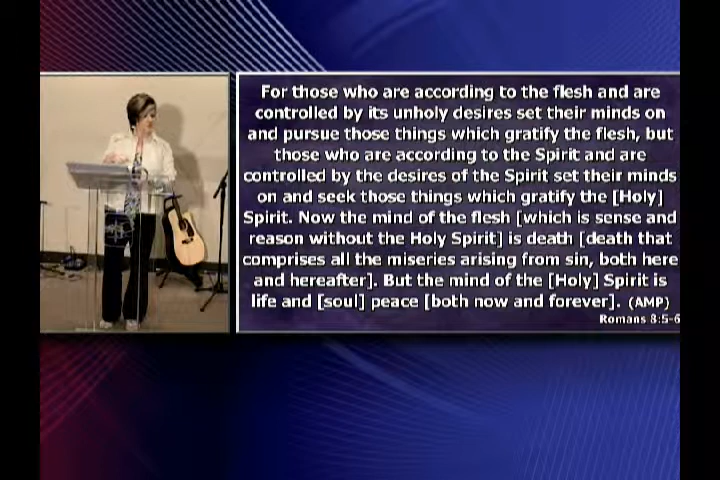 For those who are according to the flesh and are
controlled by its unholy desires set their minds on
and pursue those things which gratify the flesh, but
those who are according to the Spirit and are
controlled by the desires of the Spirit set their minds
on and seek those things which gratify the [Holy]
Spirit. Now the mind of the flesh [which is sense and
reason without the Holy Spirit] is death [death that
comprises all the miseries arising from sin, both here
and hereafter]. But the mind of the [Holy] Spirit is
life and [soul] peace [both now and forever]. (AMP)
Romans 8:5-6